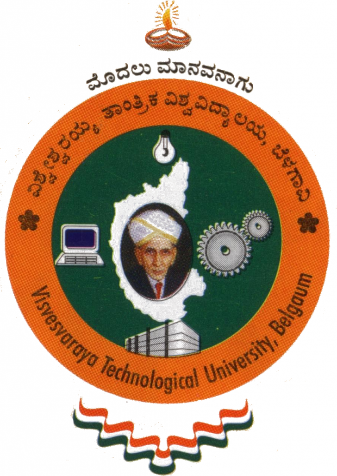 ಮೊದಲು ಮಾನವನಾಗು
ವಿಶ್ವೇಶ್ವರಯ್ಯ ತಾಂತ್ರಿಕ ವಿಶ್ವವಿದ್ಯಾಲಯ, ಬೆಳಗಾವಿ
Visvesvaraya Technological University, Belgaum